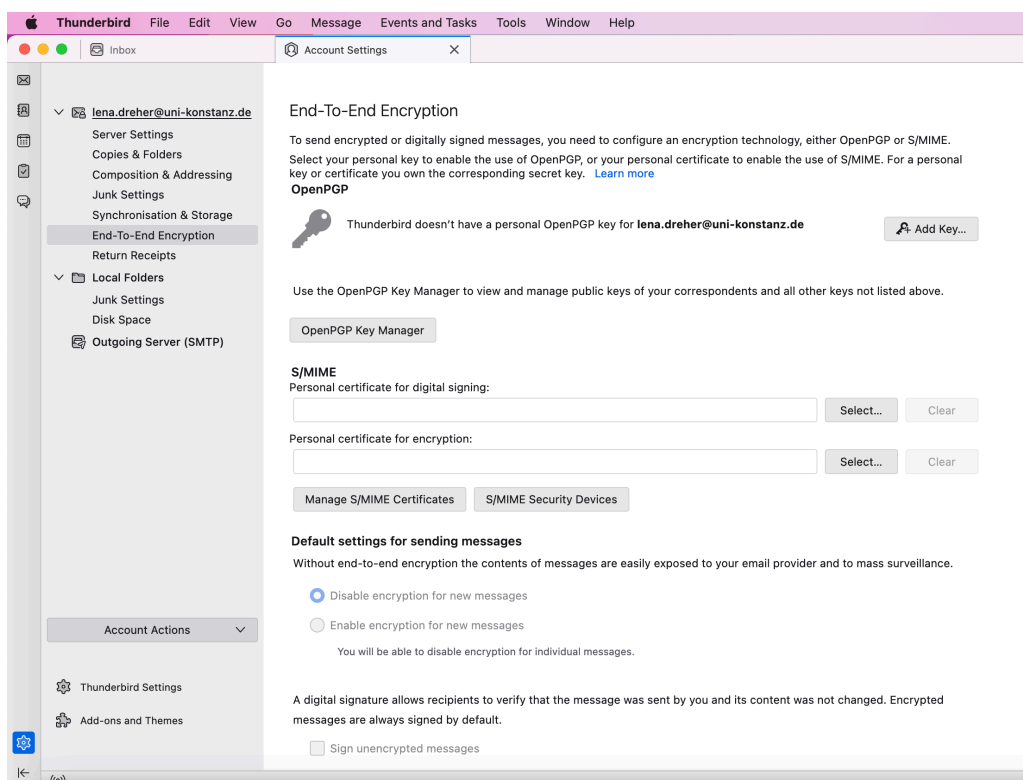 Thunderbird File Edit View Go Message Events and Tasks Tools Window Help
Inbox
Account Settings
lena.dreher@uni-konstanz.de
Server Settings
Copies & Folders
Composition & Addressing
Junk Settings
Synchronisation & Storage
End-To-End Encryption
Return Receipts
Local Folders
Junk Settings
Disk Space
Outgoing Server (SMTP)
Account Actions
Thunderbird Settings
Add-ons and Themes
End-To-End Encryption
To send encrypted or digitally signed messages, you need to configure an encryption technology, either OpenPGP or S/MIME.
Select your personal key to enable the use of OpenPGP, or your personal certificate to enable the use of S/MIME. For a personal
key or certificate you own the corresponding secret key. Learn more
OpenPGP
Thunderbird doesn't have a personal OpenPGP key for lena.dreher@uni-konstanz.de
Add Key...
Use the OpenPGP Key Manager to view and manage public keys of your correspondents and all other keys not listed above.
OpenPGP Key Manager
S/MIME
Personal certificate for digital signing:
Select... Clear
Personal certificate for encryption:
Select... Clear
Manage S/MIME Certificates S/MIME Security Devices
Default settings for sending messages
Without end-to-end encryption the contents of messages are easily exposed to your email provider and to mass surveillance.
Disable encryption for new messages
Enable encryption for new messages
You will be able to disable encryption for individual messages.
A digital signature allows recipients to verify that the message was sent by you and its content was not changed. Encrypted
messages are always signed by default.
Sign unencrypted messages